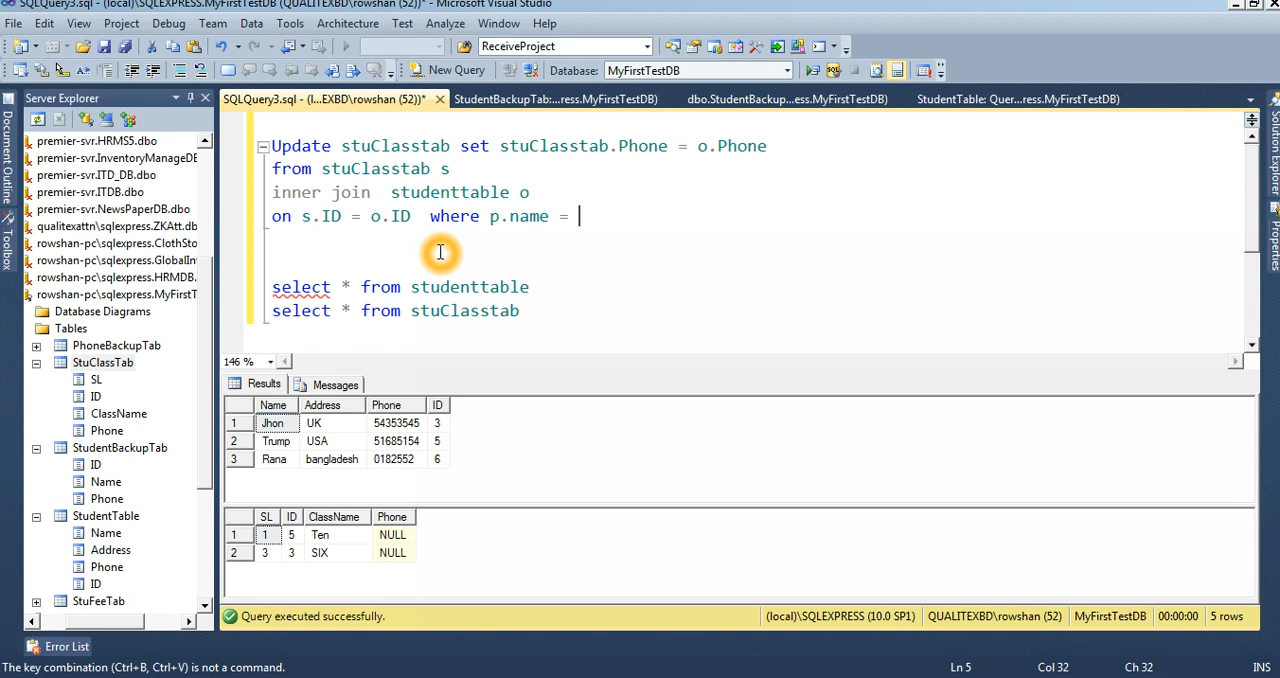 SQLQuery3.sql - (local)\SQLEXPRESS.MyFirstTestDB (QUALITEXBD\rowshan (52))* - Microsoft Visual Studio
File Edit View Project Debug Team Data Tools Architecture Test Analyze Window Help
ReceiveProject
New Query Database: MyFirstTestDB
Server Explorer
SQLQuery3.sql - (l...EXBD\rowshan (52))* StudentBackupTab:...ress.MyFirstTestDB) dbo.StudentBackup...ess.MyFirstTestDB) StudentTable: Quer...ress.MyFirstTestDB)
Document Outline
Toolbox
Solution Explorer
Properties
premier-svr.HRMS5.dbo
premier-svr.InventoryManageDE
premier-svr.ITD_DB.dbo
premier-svr.ITDB.dbo
premier-svr.NewsPaperDB.dbo
qualitexattn\sqlexpress.ZKAtt.db
rowshan-pc\sqlexpress.ClothSto
rowshan-pc\sqlexpress.GlobalIn
rowshan-pc\sqlexpress.HRMDB.
rowshan-pc\sqlexpress.MyFirstT
Database Diagrams
Tables
PhoneBackupTab
StuClassTab
SL
ID
ClassName
Phone
StudentBackupTab
ID
Name
Phone
StudentTable
Name
Address
Phone
ID
StuFeeTab
Update stuClasstab set stuClasstab.Phone = o.Phone
from stuClasstab s
inner join studenttable o
on s.ID = o.ID where p.name =
select * from studenttable
select * from stuClasstab
146 %
Results Messages
Name Address Phone ID
1 Jhon UK 54353545 3
2 Trump USA 51685154 5
3 Rana bangladesh 0182552 6
SL ID ClassName Phone
1 1 5 Ten NULL
2 3 3 SIX NULL
Query executed successfully. (local)\SQLEXPRESS (10.0 SP1) QUALITEXBD\rowshan (52) MyFirstTestDB 00:00:00 5 rows
Error List
The key combination (Ctrl+B, Ctrl+V) is not a command. Ln 5 Col 32 Ch 32 INS